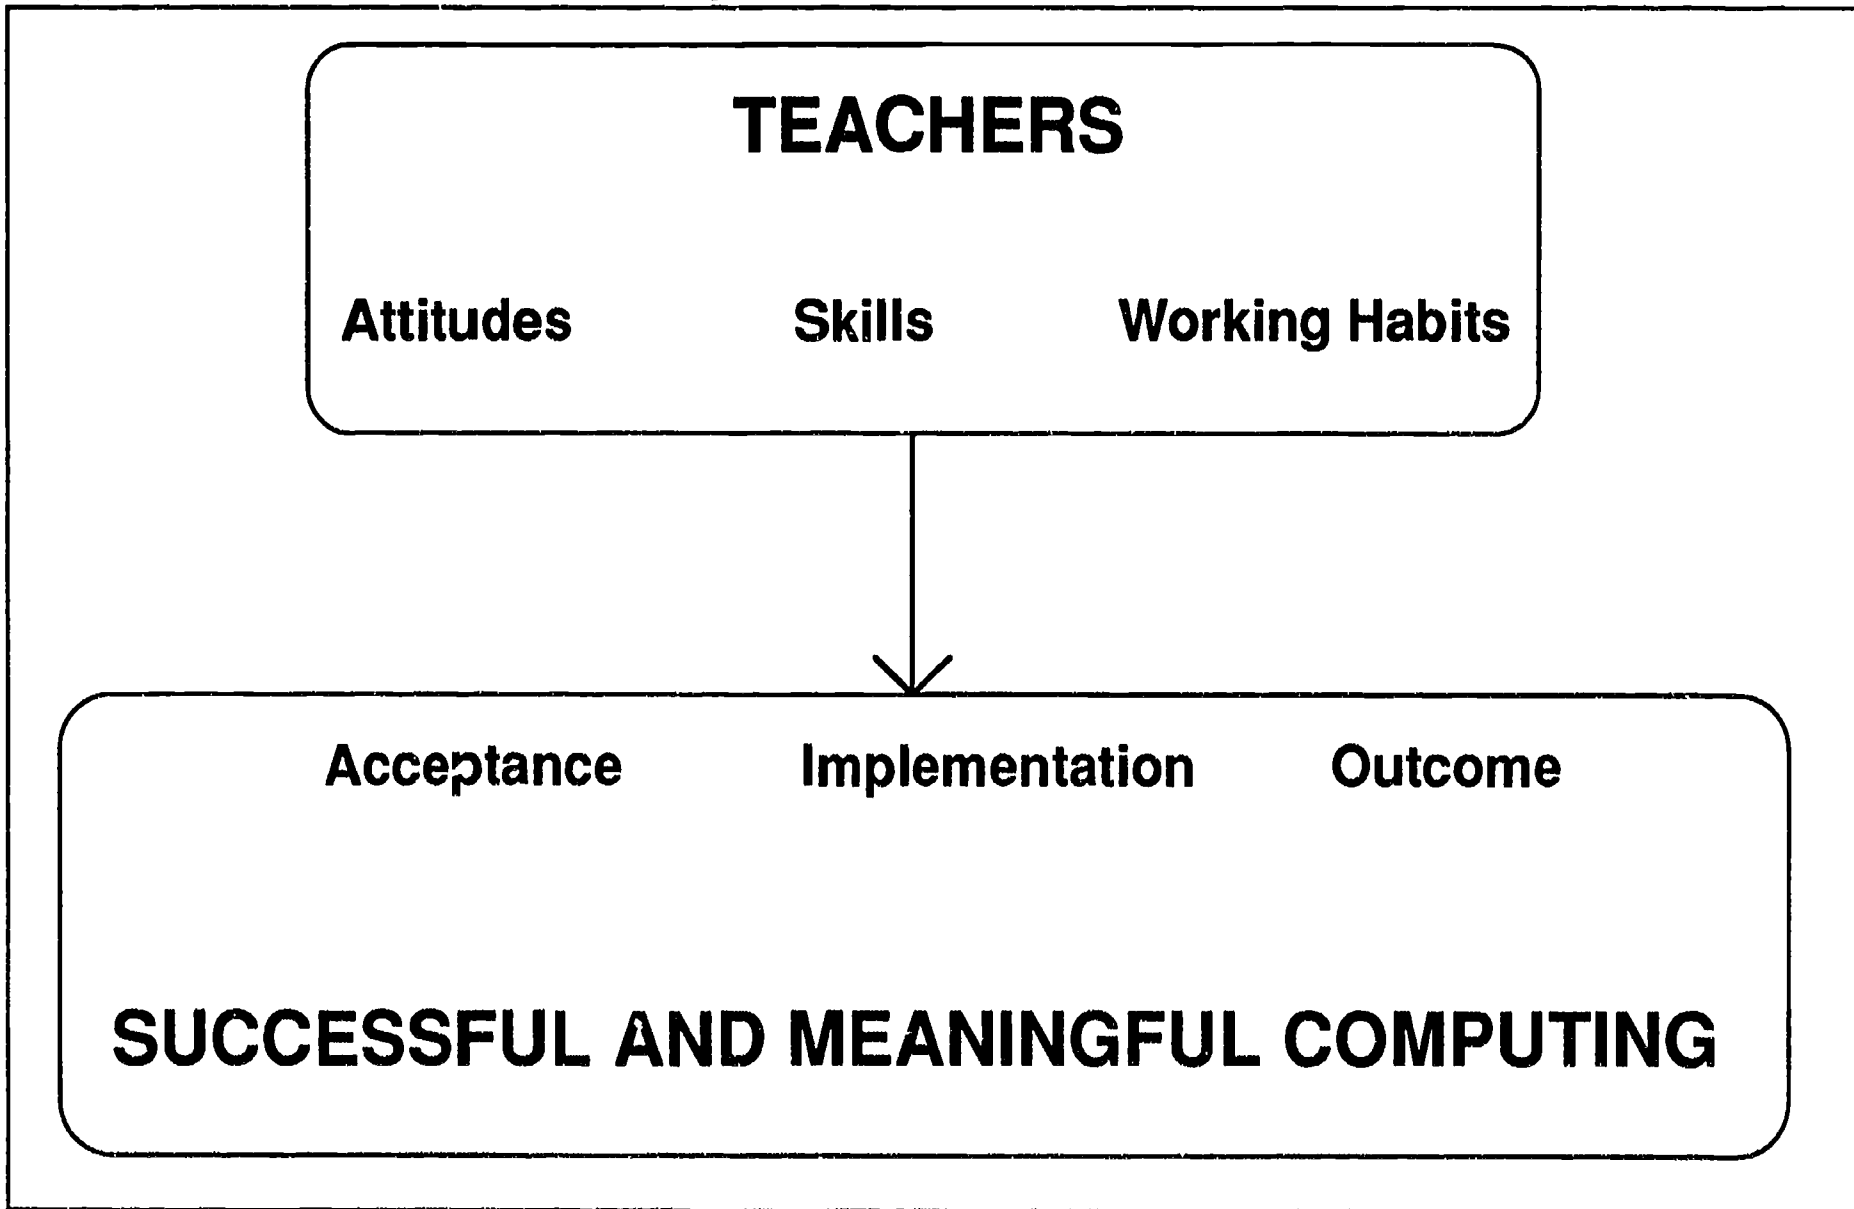 TEACHERS
Attitudes Skills Working Habits
Acceptance Implementation Outcome
SUCCESSFUL AND MEANINGFUL COMPUTING